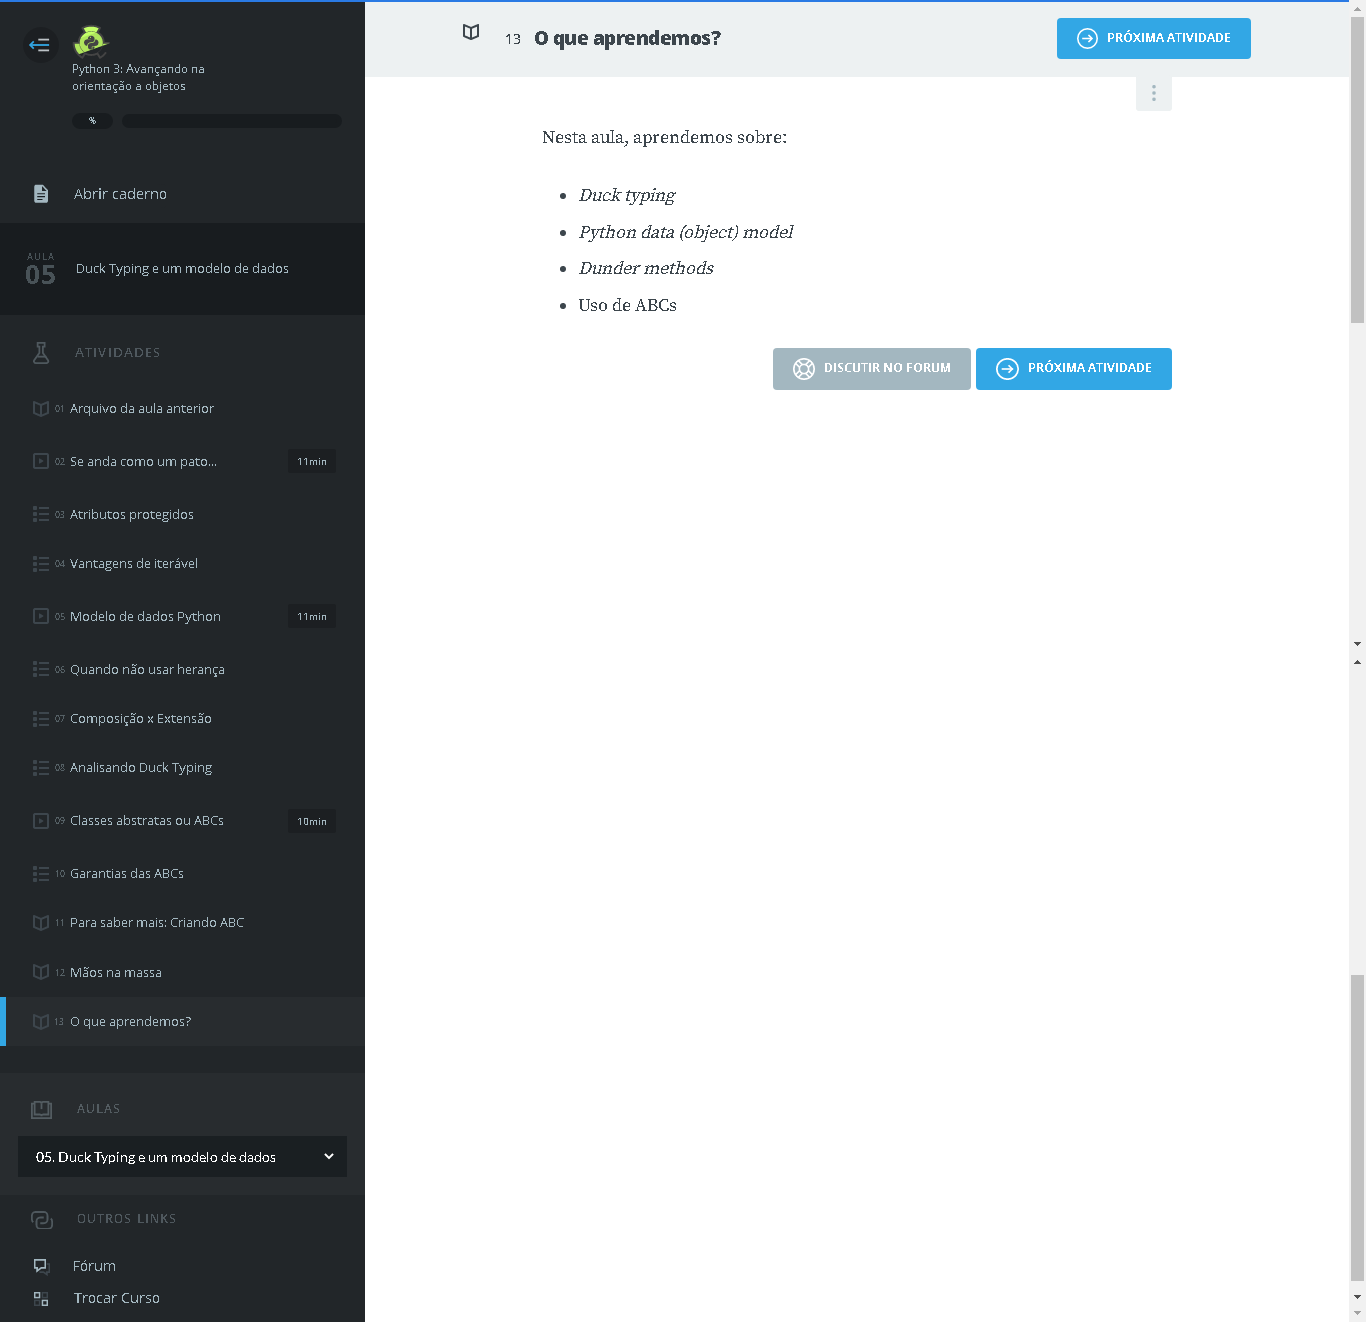 Python 3: Avançando na
orientação a objetos
%
Abrir caderno
AULA
05
Duck Typing e um modelo de dados
ATIVIDADES
01 Arquivo da aula anterior
02 Se anda como um pato... 11min
03 Atributos protegidos
04 Vantagens de iterável
05 Modelo de dados Python 11min
06 Quando não usar herança
07 Composição x Extensão
08 Analisando Duck Typing
09 Classes abstratas ou ABCs 10min
10 Garantias das ABCs
11 Para saber mais: Criando ABC
12 Mãos na massa
13 O que aprendemos?
AULAS
05. Duck Typing e um modelo de dados
OUTROS LINKS
Fórum
Trocar Curso
13 O que aprendemos?
PRÓXIMA ATIVIDADE
Nesta aula, aprendemos sobre:
• Duck typing
• Python data (object) model
• Dunder methods
• Uso de ABCs
DISCUTIR NO FORUM
PRÓXIMA ATIVIDADE